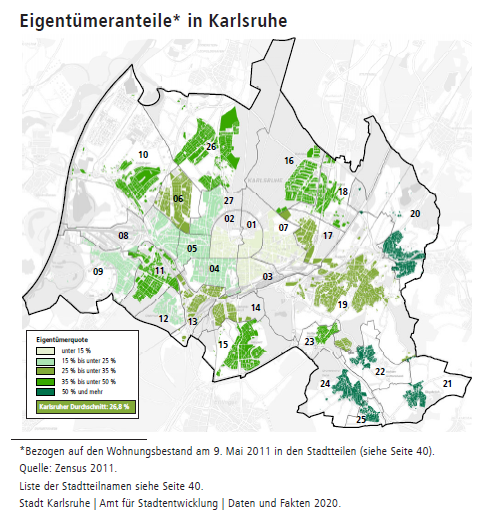 Eigentümeranteile* in Karlsruhe
26
10
16
KARLSRUHE
18
06
27
20
02
01
07
17
08
05
09
11
04
03
12
13
14
19
15
23
22
24
21
25
Eigentümerquote
unter 15 %
15 % bis unter 25 %
25 % bis unter 35 %
35 % bis unter 50 %
50 % und mehr
Karlsruher Durchschnitt: 26,8 %
*Bezogen auf den Wohnungsbestand am 9. Mai 2011 in den Stadtteilen (siehe Seite 40).
Quelle: Zensus 2011.
Liste der Stadtteilnamen siehe Seite 40.
Stadt Karlsruhe | Amt für Stadtentwicklung | Daten und Fakten 2020.